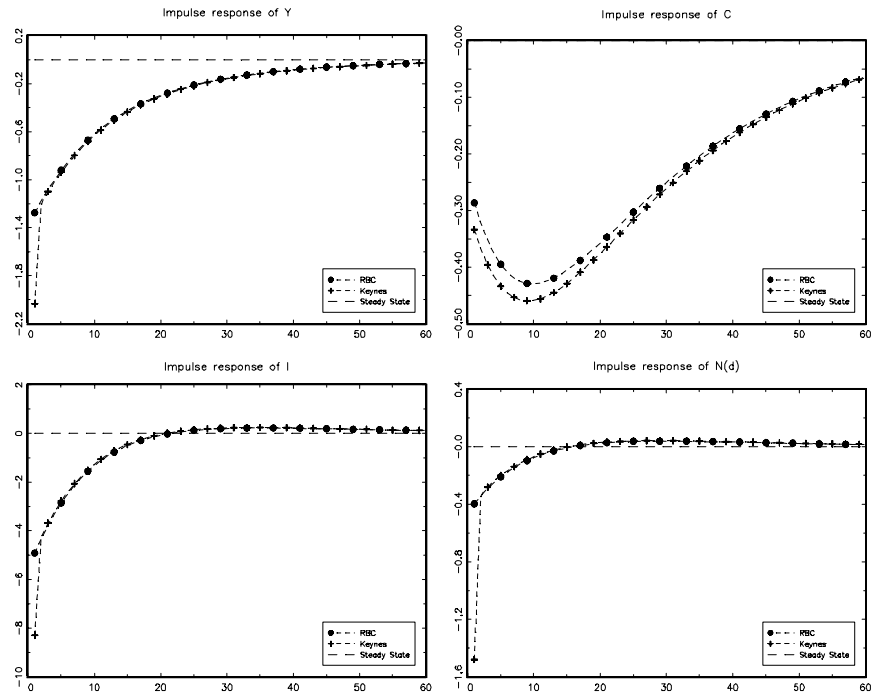 Impulse response of Y
0.2
-0.2
-0.6
-1.0
-1.4
-1.8
-2.2
0 10 20 30 40 50 60
RBC
Keynes
Steady State
Impulse response of C
-0.00
-0.10
-0.20
-0.30
-0.40
-0.50
0 10 20 30 40 50 60
RBC
Keynes
Steady State
Impulse response of I
2
0
-2
-4
-6
-8
-10
0 10 20 30 40 50 60
RBC
Keynes
Steady State
Impulse response of N(d)
0.4
-0.0
-0.4
-0.8
-1.2
-1.6
0 10 20 30 40 50 60
RBC
Keynes
Steady State